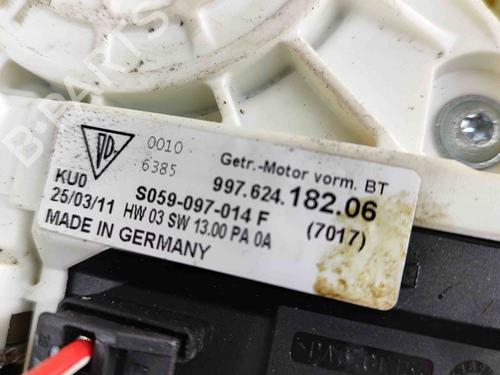 0010
6385
Getr.-Motor vorm. BT
997.624.182.06
KU0
S059-097-014 F
(7017)
25/03/11
HW 03 SW 13.00 PA 0A
MADE IN GERMANY
B-PARTS